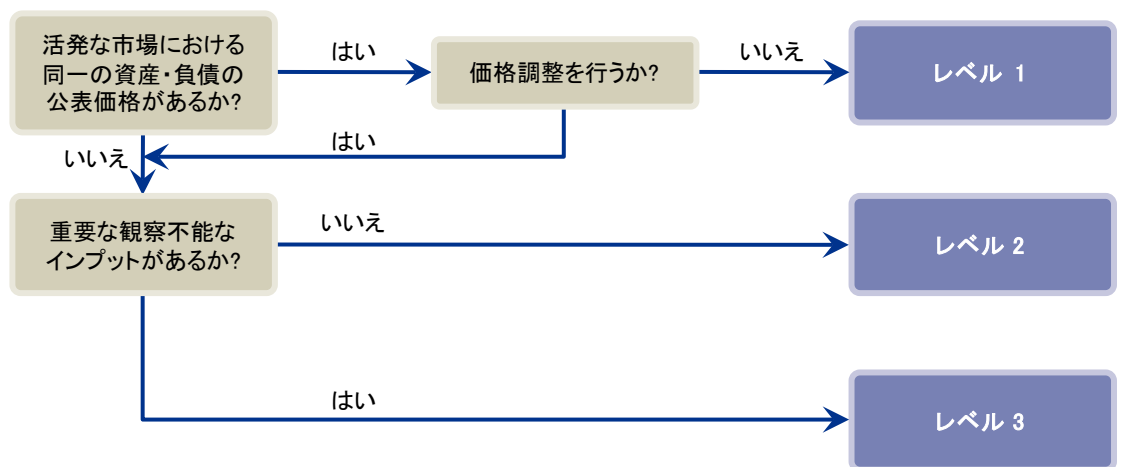 活発な市場における
同一の資産・負債の
公表価格があるか?
はい
価格調整を行うか?
いいえ
レベル 1
はい
いいえ
重要な観察不能な
インプットがあるか?
いいえ
レベル 2
はい
レベル 3